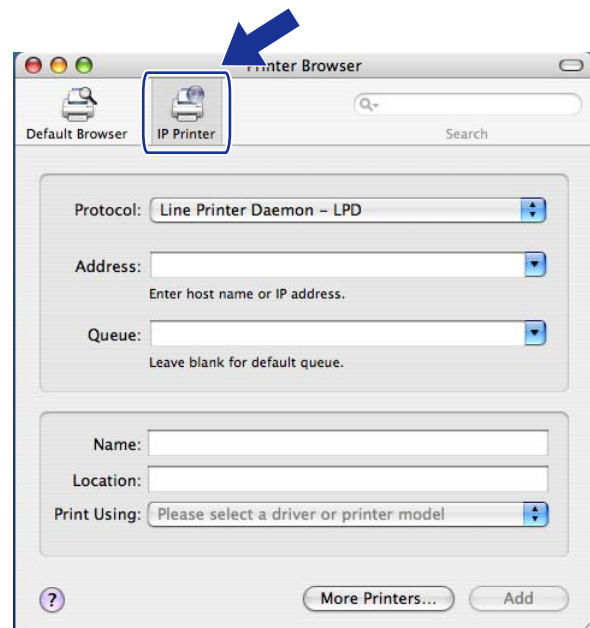 Printer Browser
Default Browser
IP Printer
Search
Protocol: Line Printer Daemon – LPD
Address:
Enter host name or IP address.
Queue:
Leave blank for default queue.
Name:
Location:
Print Using: Please select a driver or printer model
? More Printers... Add